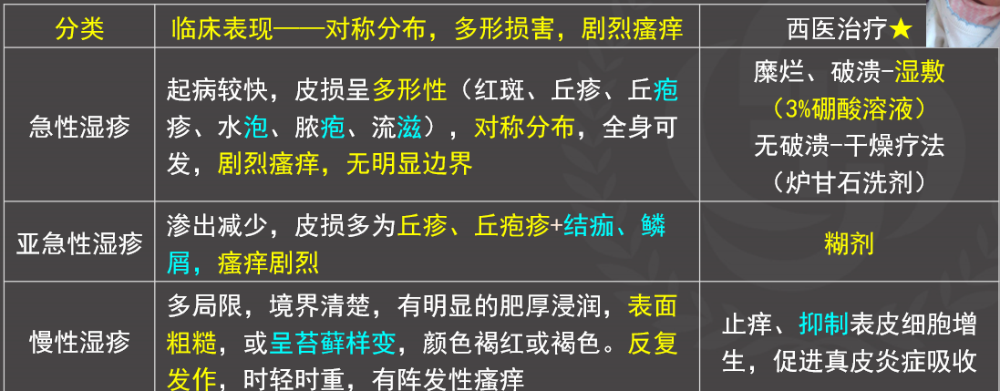 分类
临床表现——对称分布，多形损害，剧烈瘙痒
西医治疗★
急性湿疹
起病较快，皮损呈多形性（红斑、丘疹、丘疱
疹、水泡、脓疱、流滋），对称分布，全身可
发，剧烈瘙痒，无明显边界
糜烂、破溃-湿敷
（3%硼酸溶液）
无破溃-干燥疗法
（炉甘石洗剂）
亚急性湿疹
渗出减少，皮损多为丘疹、丘疱疹+结痂、鳞
屑，瘙痒剧烈
糊剂
慢性湿疹
多局限，境界清楚，有明显的肥厚浸润，表面
粗糙，或呈苔藓样变，颜色褐红或褐色。反复
发作，时轻时重，有阵发性瘙痒
止痒、抑制表皮细胞增
生，促进真皮炎症吸收